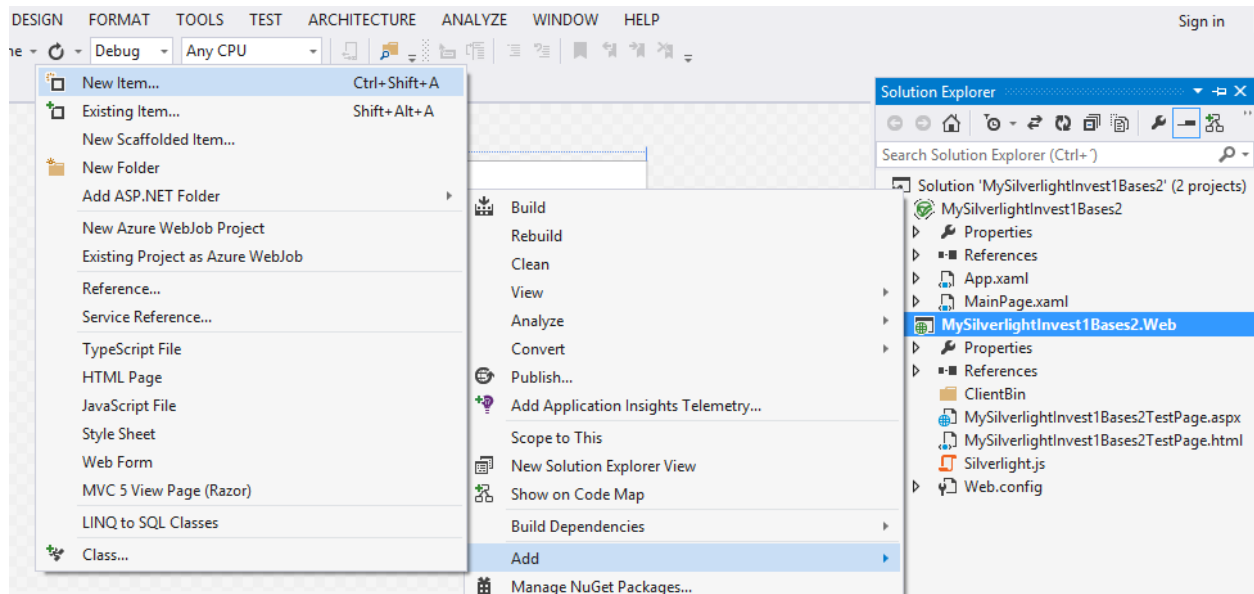 DESIGN FORMAT TOOLS TEST ARCHITECTURE ANALYZE WINDOW HELP
Sign in
Debug Any CPU
New Item... Ctrl+Shift+A
Existing Item... Shift+Alt+A
New Scaffolded Item...
New Folder
Add ASP.NET Folder
New Azure WebJob Project
Existing Project as Azure WebJob
Reference...
Service Reference...
TypeScript File
HTML Page
JavaScript File
Style Sheet
Web Form
MVC 5 View Page (Razor)
LINQ to SQL Classes
Class...
Build
Rebuild
Clean
View
Analyze
Convert
Publish...
Add Application Insights Telemetry...
Scope to This
New Solution Explorer View
Show on Code Map
Build Dependencies
Add
Manage NuGet Packages...
Solution Explorer
Search Solution Explorer (Ctrl+´)
Solution 'MySilverlightInvest1Bases2' (2 projects)
MySilverlightInvest1Bases2
Properties
References
App.xaml
MainPage.xaml
MySilverlightInvest1Bases2.Web
Properties
References
ClientBin
MySilverlightInvest1Bases2TestPage.aspx
MySilverlightInvest1Bases2TestPage.html
Silverlight.js
Web.config